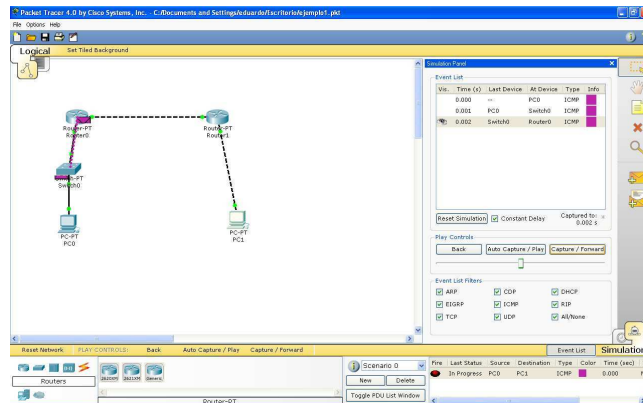 Packet Tracer 4.0 by Cisco Systems, Inc. - C:/Documents and Settings/eduardo/Escritorio/ejemplo1.pkt
File Options Help
Logical Set Tiled Background
Router-PT
Router0
Router-PT
Router1
Switch-PT
Switch0
PC-PT
PC0
PC-PT
PC1
Simulation Panel
Event List
Vis. Time (s) Last Device At Device Type Info
0.000 -- PC0 ICMP
0.001 PC0 Switch0 ICMP
0.002 Switch0 Router0 ICMP
Reset Simulation Constant Delay Captured to:
0.002 s
Play Controls
Back Auto Capture / Play Capture / Forward
Event List Filters
ARP CDP DHCP
EIGRP ICMP RIP
TCP UDP All/None
Reset Network PLAY CONTROLS: Back Auto Capture / Play Capture / Forward Event List Simulation
Routers
2620XM 2621XM Generic
Router-PT
Scenario 0
New Delete
Toggle PDU List Window
Fire Last Status Source Destination Type Color Time (sec)
In Progress PC0 PC1 ICMP 0.000